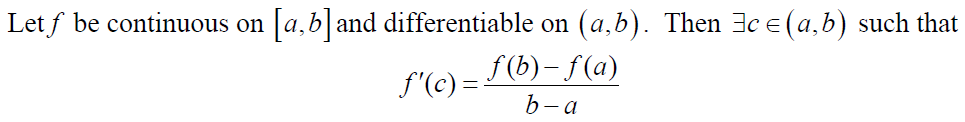 Let f be continuous on [a,b] and differentiable on (a,b). Then ∃c ∈ (a,b) such that
f'(c) = f(b) − f(a) / b − a